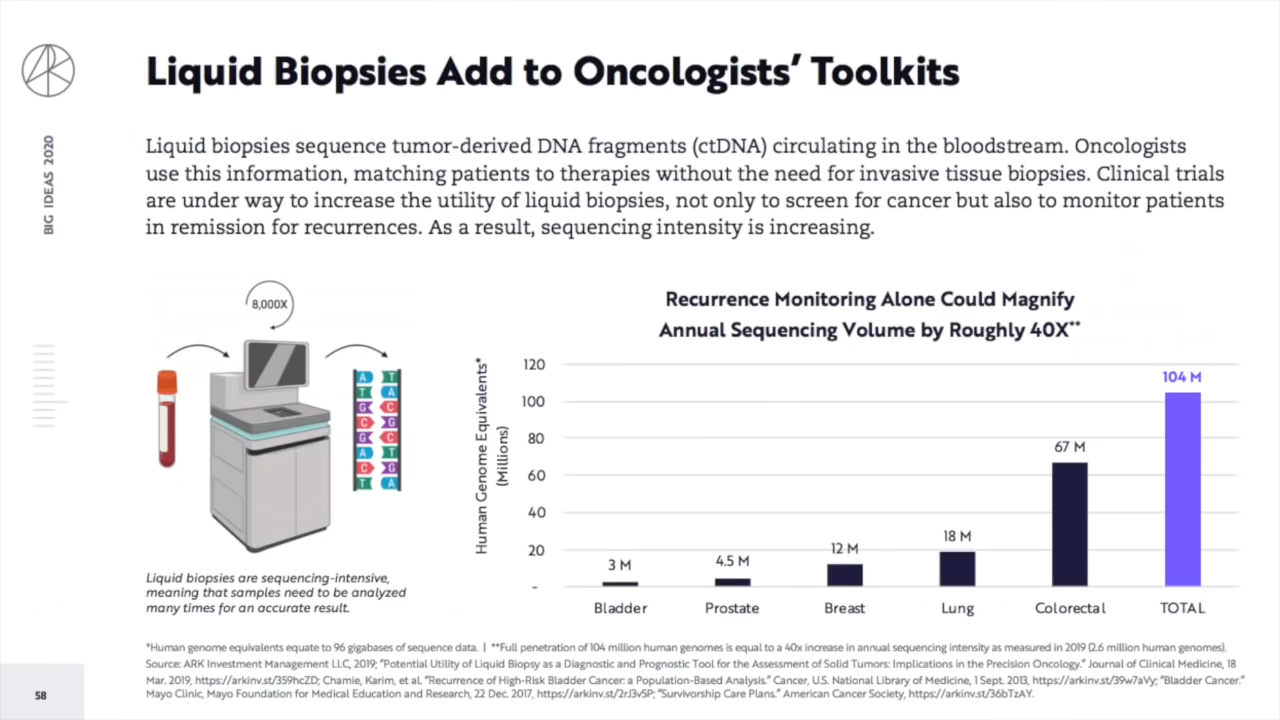 Liquid Biopsies Add to Oncologists' Toolkits
BIG IDEAS 2020
Liquid biopsies sequence tumor-derived DNA fragments (ctDNA) circulating in the bloodstream. Oncologists
use this information, matching patients to therapies without the need for invasive tissue biopsies. Clinical trials
are under way to increase the utility of liquid biopsies, not only to screen for cancer but also to monitor patients
in remission for recurrences. As a result, sequencing intensity is increasing.
8,000X
A T
T A
G C
C G
G C
A T
C G
T A
Liquid biopsies are sequencing-intensive,
meaning that samples need to be analyzed
many times for an accurate result.
Recurrence Monitoring Alone Could Magnify
Annual Sequencing Volume by Roughly 40X**
Human Genome Equivalents*
(Millions)
120
100
80
60
40
20
-
3 M
4.5 M
12 M
18 M
67 M
104 M
Bladder
Prostate
Breast
Lung
Colorectal
TOTAL
*Human genome equivalents equate to 96 gigabases of sequence data. | **Full penetration of 104 million human genomes is equal to a 40x increase in annual sequencing intensity as measured in 2019 (2.6 million human genomes).
Source: ARK Investment Management LLC, 2019; "Potential Utility of Liquid Biopsy as a Diagnostic and Prognostic Tool for the Assessment of Solid Tumors: Implications in the Precision Oncology." Journal of Clinical Medicine, 18
Mar. 2019, https://arkinv.st/359hcZD; Chamie, Karim, et al. "Recurrence of High-Risk Bladder Cancer: a Population-Based Analysis." Cancer, U.S. National Library of Medicine, 1 Sept. 2013, https://arkinv.st/39w7aVy; "Bladder Cancer."
Mayo Clinic, Mayo Foundation for Medical Education and Research, 22 Dec. 2017, https://arkinv.st/2rJ3v5P; "Survivorship Care Plans." American Cancer Society, https://arkinv.st/36bTzAY.
58